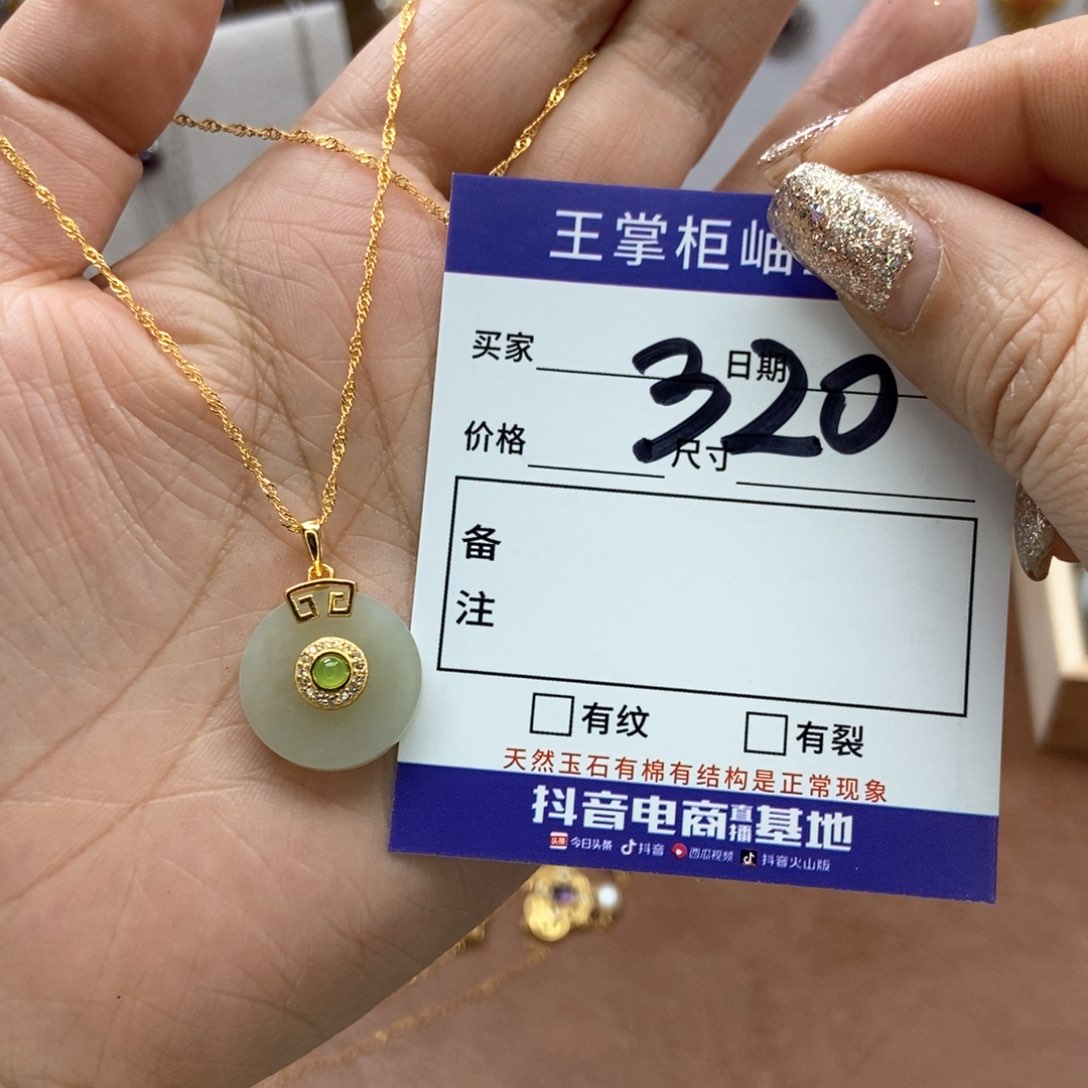 王掌柜岫
买家 日期
320
价格 尺寸
备
注
有纹 有裂
天然玉石有棉有结构是正常现象
抖音电商直播基地
头条 今日头条 抖音 西瓜视频 抖音火山版